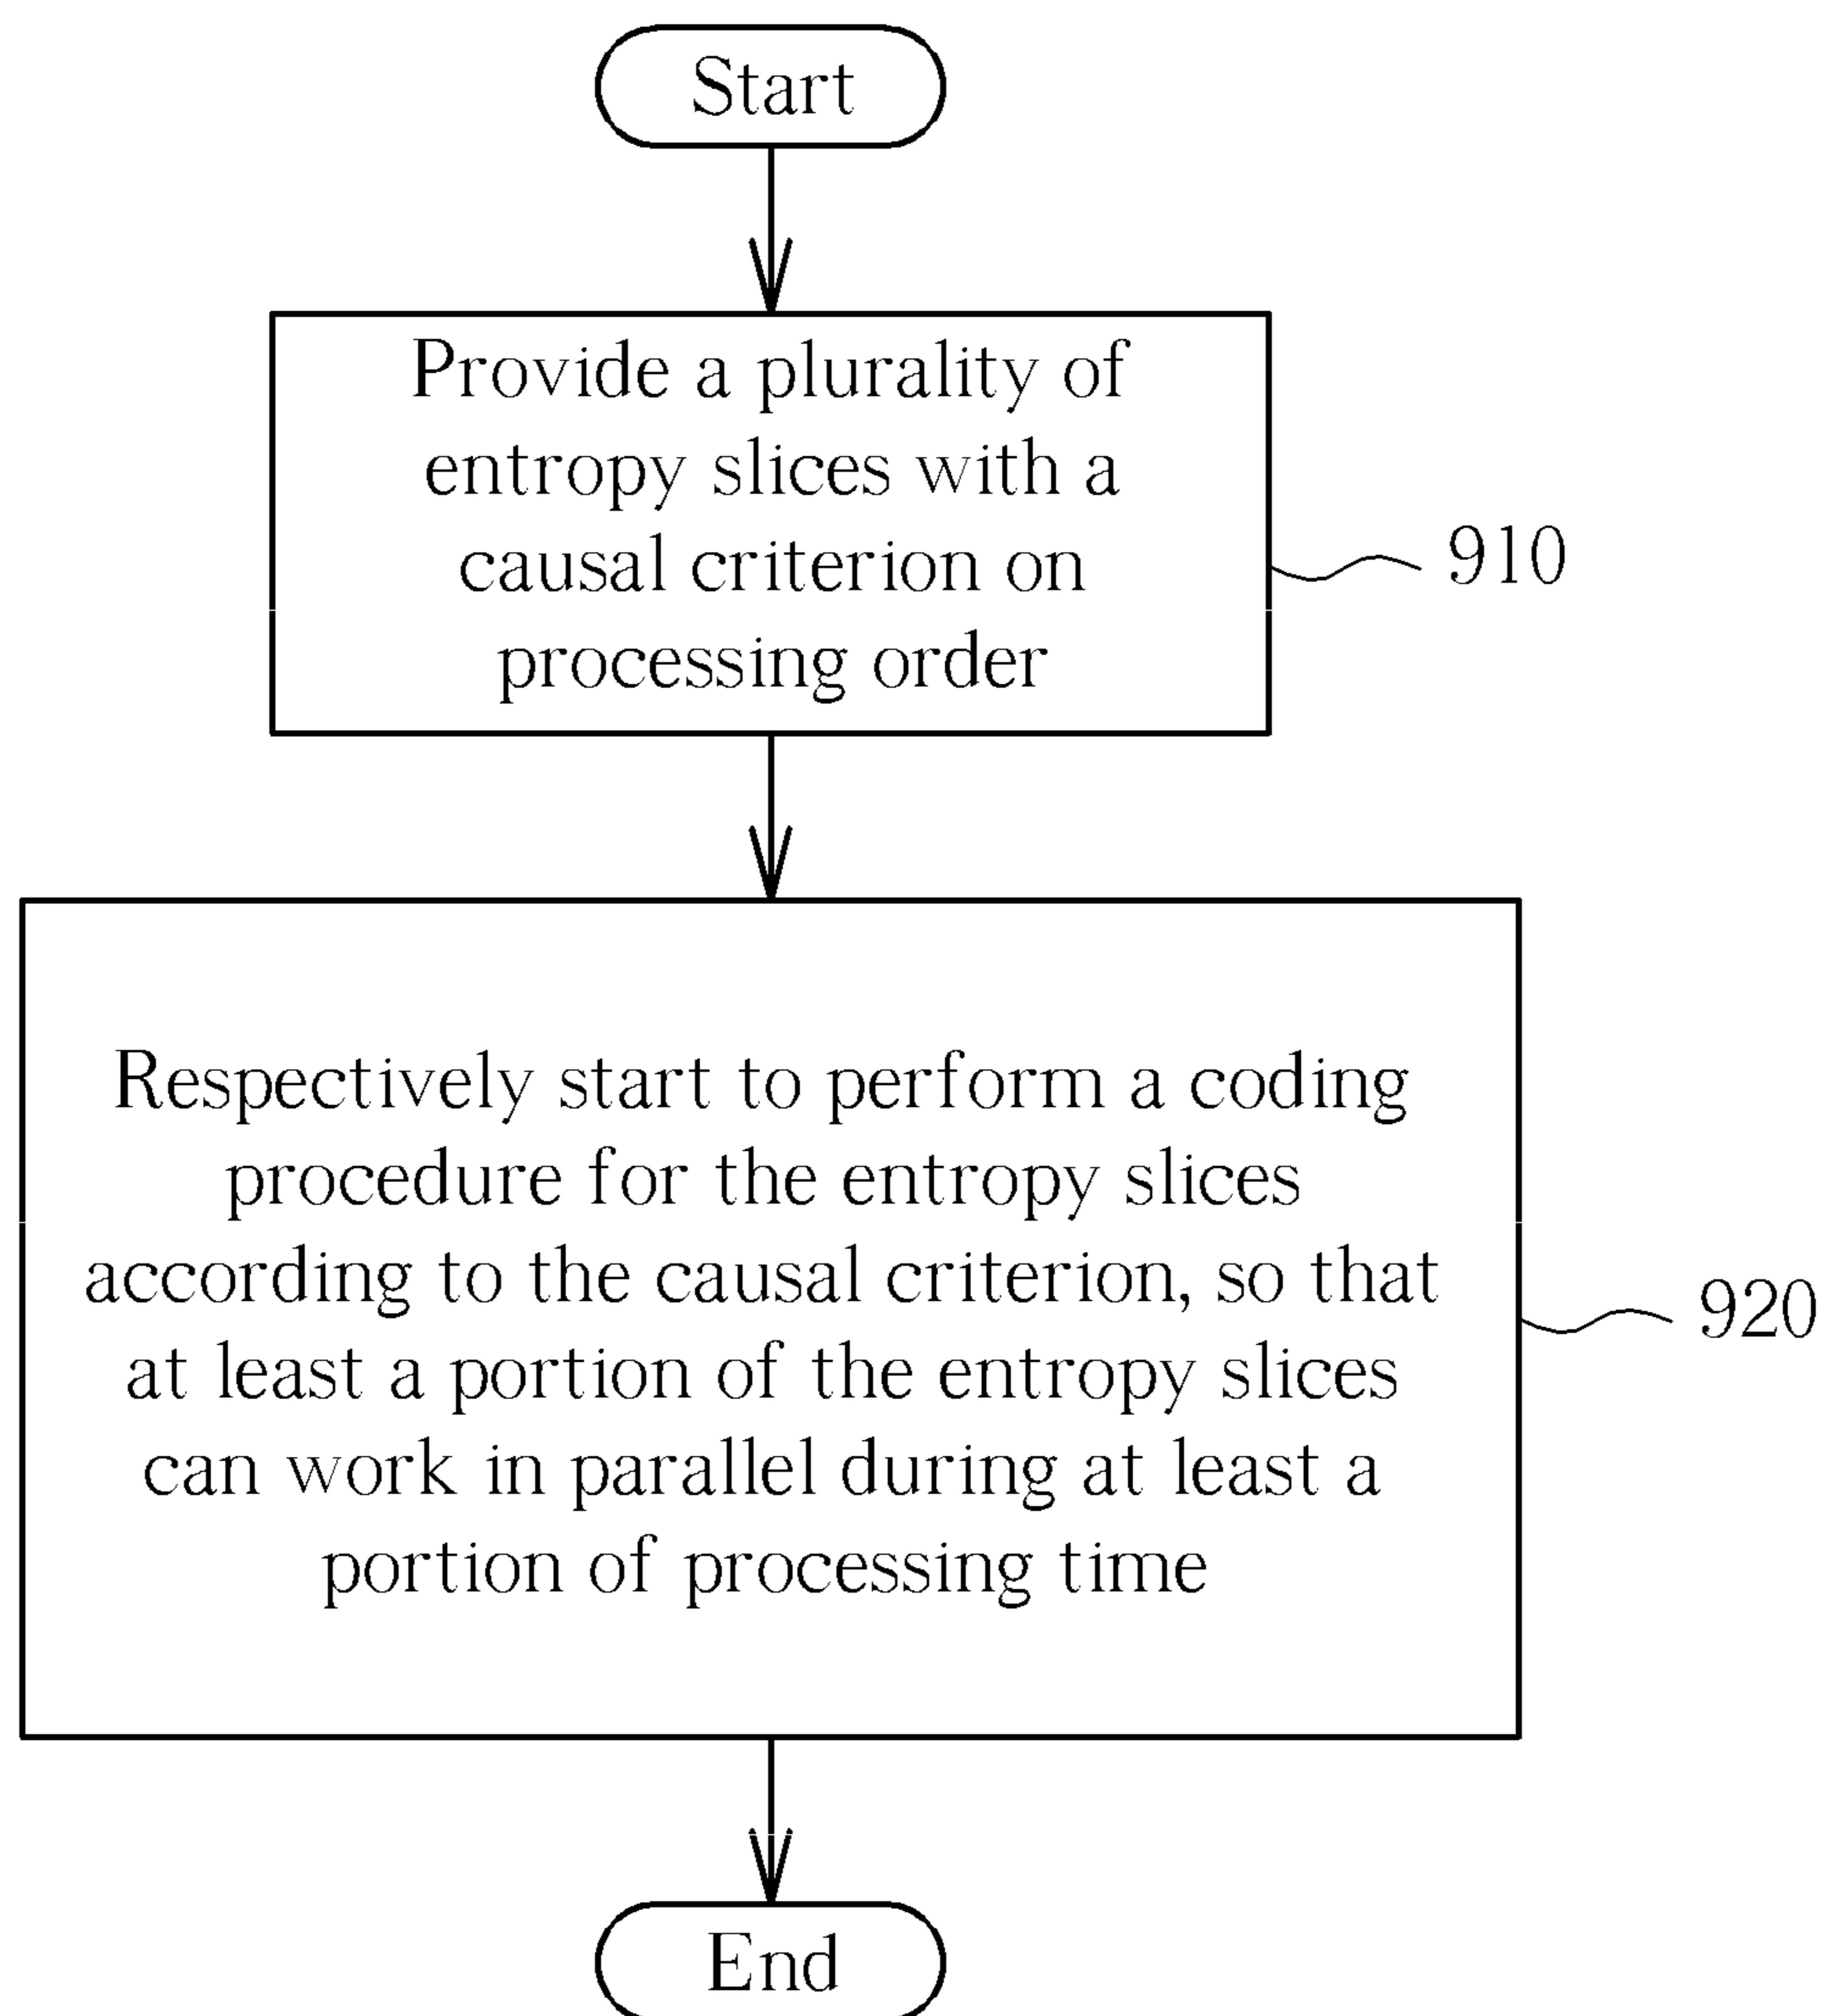 Start
Provide a plurality of
entropy slices with a
causal criterion on
processing order
910
Respectively start to perform a coding
procedure for the entropy slices
according to the causal criterion, so that
at least a portion of the entropy slices
can work in parallel during at least a
portion of processing time
920
End